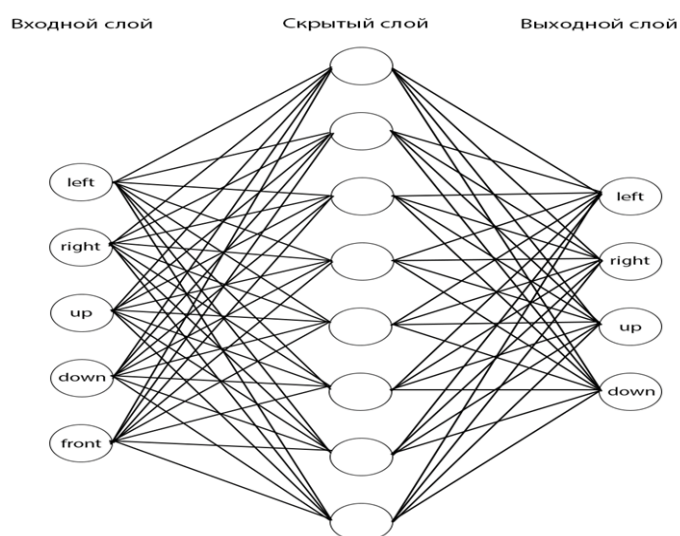 Входной слой
Скрытый слой
Выходной слой
left
right
up
down
front
left
right
up
down